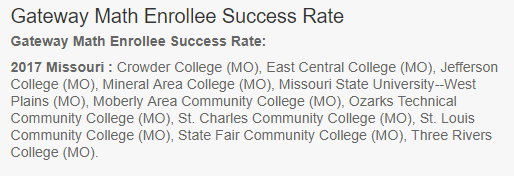 Gateway Math Enrollee Success Rate
Gateway Math Enrollee Success Rate:
2017 Missouri : Crowder College (MO), East Central College (MO), Jefferson
College (MO), Mineral Area College (MO), Missouri State University--West
Plains (MO), Moberly Area Community College (MO), Ozarks Technical
Community College (MO), St. Charles Community College (MO), St. Louis
Community College (MO), State Fair Community College (MO), Three Rivers
College (MO).